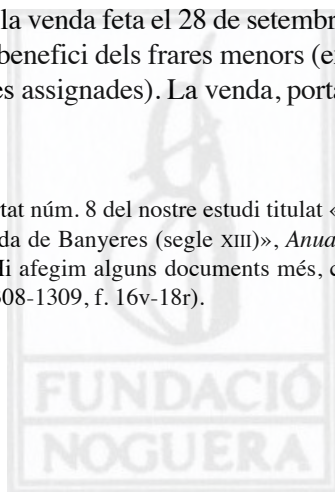 la venda feta el 28 de setembr
benefici dels frares menors (e
es assignades). La venda, port
tat núm. 8 del nostre estudi titulat «
da de Banyeres (segle XIII)», Anua
Hi afegim alguns documents més, c
08-1309, f. 16v-18r).
FUNDACIÓ
NOGUERA